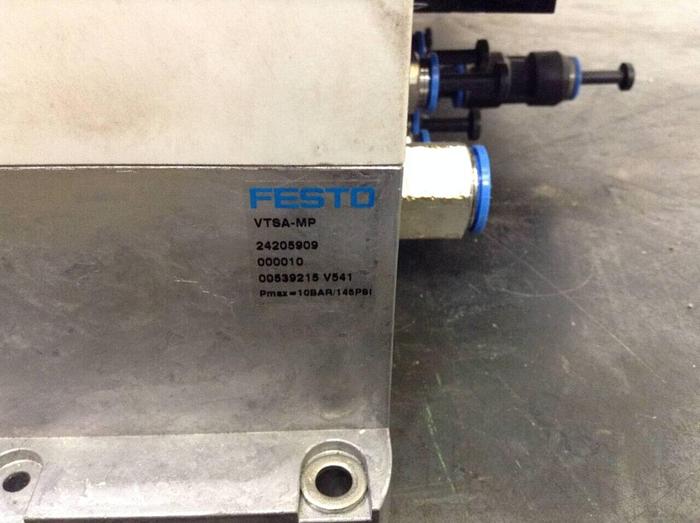 FESTO
VTSA-MP
24205909
000010
00539215 V541
Pmax=10BAR/145PSI